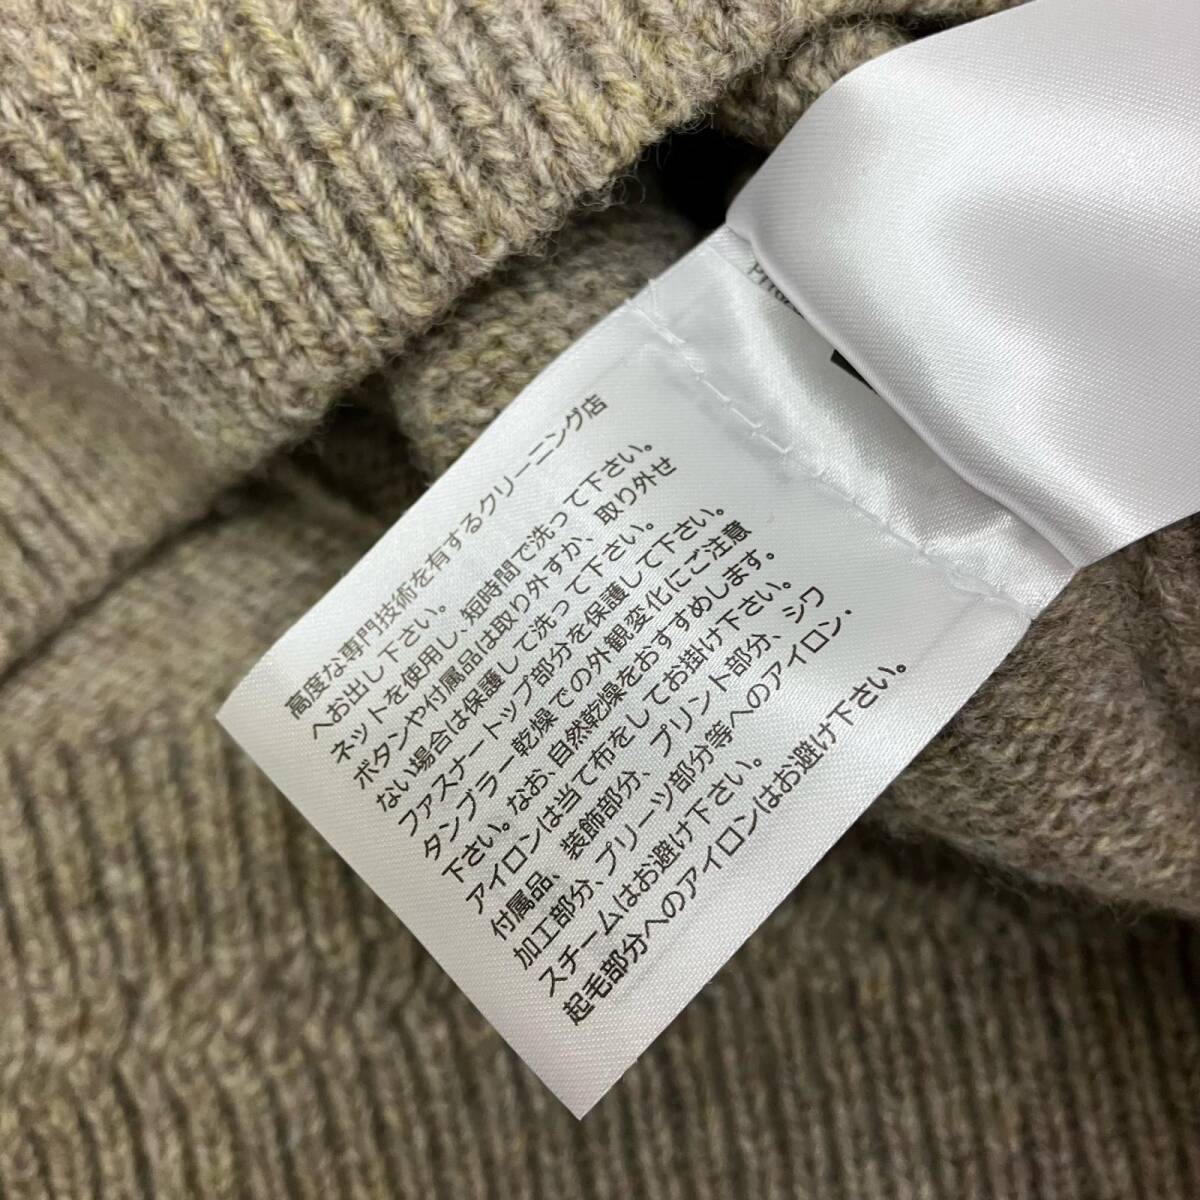 高度な専門技術を有するクリーニング店
へお出し下さい。
ネットを使用し、短時間で洗って下さい。
ボタンや付属品は取り外すか、取り外せ
ない場合は保護して洗って下さい。
ファスナートップ部分を保護して下さい。
タンブラー乾燥での外観変化にご注意
下さい。なお、自然乾燥をおすすめします。
アイロンは当て布をしてお掛け下さい。
付属品、装飾部分、プリント部分、シワ
加工部分、プリーツ部分等へのアイロン・
スチームはお避け下さい。
起毛部分へのアイロンはお避け下さい。